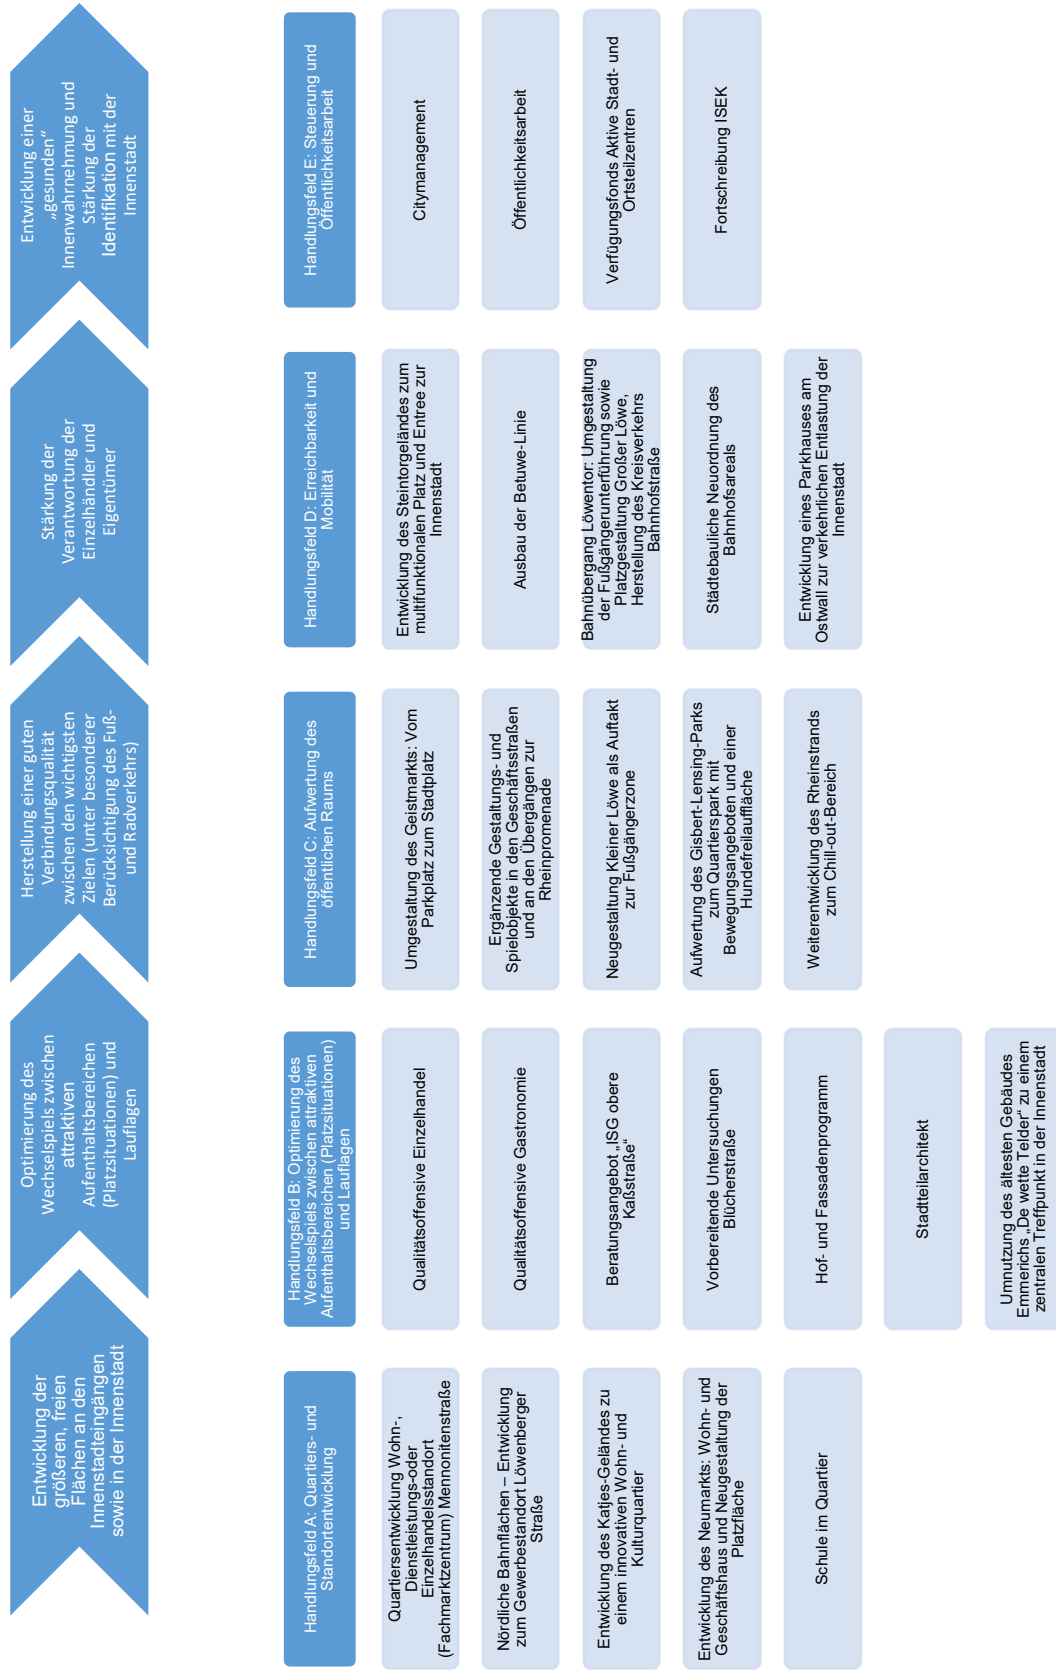 Entwicklung der
größeren, freien
Flächen an den
Innenstadteingängen
sowie in der Innenstadt
Optimierung des
Wechselspiels zwischen
attraktiven
Aufenthaltsbereichen
(Platzsituationen) und
Lauflagen
Herstellung einer guten
Verbindungsqualität
zwischen den wichtigsten
Zielen (unter besonderer
Berücksichtigung des Fuß-
und Radverkehrs)
Stärkung der
Verantwortung der
Einzelhändler und
Eigentümer
Entwicklung einer
„gesunden“
Innenwahrnehmung und
Stärkung der
Identifikation mit der
Innenstadt
Handlungsfeld A: Quartiers- und
Standortentwicklung
Quartiersentwicklung Wohn-,
Dienstleistungs-oder
Einzelhandelsstandort
(Fachmarktzentrum) Mennonitenstraße
Nördliche Bahnflächen – Entwicklung
zum Gewerbestandort Löwenberger
Straße
Entwicklung des Katjes-Geländes zu
einem innovativen Wohn- und
Kulturquartier
Entwicklung des Neumarkts: Wohn- und
Geschäftshaus und Neugestaltung der
Platzfläche
Schule im Quartier
Handlungsfeld B: Optimierung des
Wechselspiels zwischen attraktiven
Aufenthaltsbereichen (Platzsituationen)
und Lauflagen
Qualitätsoffensive Einzelhandel
Qualitätsoffensive Gastronomie
Beratungsangebot „ISG obere
Kaßstraße“
Vorbereitende Untersuchungen
Blücherstraße
Hof- und Fassadenprogramm
Stadtteilarchitekt
Umnutzung des ältesten Gebäudes
Emmerichs „De wette Telder“ zu einem
zentralen Treffpunkt in der Innenstadt
Handlungsfeld C: Aufwertung des
öffentlichen Raums
Umgestaltung des Geistmarkts: Vom
Parkplatz zum Stadtplatz
Ergänzende Gestaltungs- und
Spielobjekte in den Geschäftsstraßen
und an den Übergängen zur
Rheinpromenade
Neugestaltung Kleiner Löwe als Auftakt
zur Fußgängerzone
Aufwertung des Gisbert-Lensing-Parks
zum Quartierspark mit
Bewegungsangeboten und einer
Hundefreilauffläche
Weiterentwicklung des Rheinstrands
zum Chill-out-Bereich
Handlungsfeld D: Erreichbarkeit und
Mobilität
Entwicklung des Steintorgeländes zum
multifunktionalen Platz und Entree zur
Innenstadt
Ausbau der Betuwe-Linie
Bahnübergang Löwentor: Umgestaltung
der Fußgängerunterführung sowie
Platzgestaltung Großer Löwe,
Herstellung des Kreisverkehrs
Bahnhofstraße
Städtebauliche Neuordnung des
Bahnhofsareals
Entwicklung eines Parkhauses am
Ostwall zur verkehrlichen Entlastung der
Innenstadt
Handlungsfeld E: Steuerung und
Öffentlichkeitsarbeit
Citymanagement
Öffentlichkeitsarbeit
Verfügungsfonds Aktive Stadt- und
Ortsteilzentren
Fortschreibung ISEK